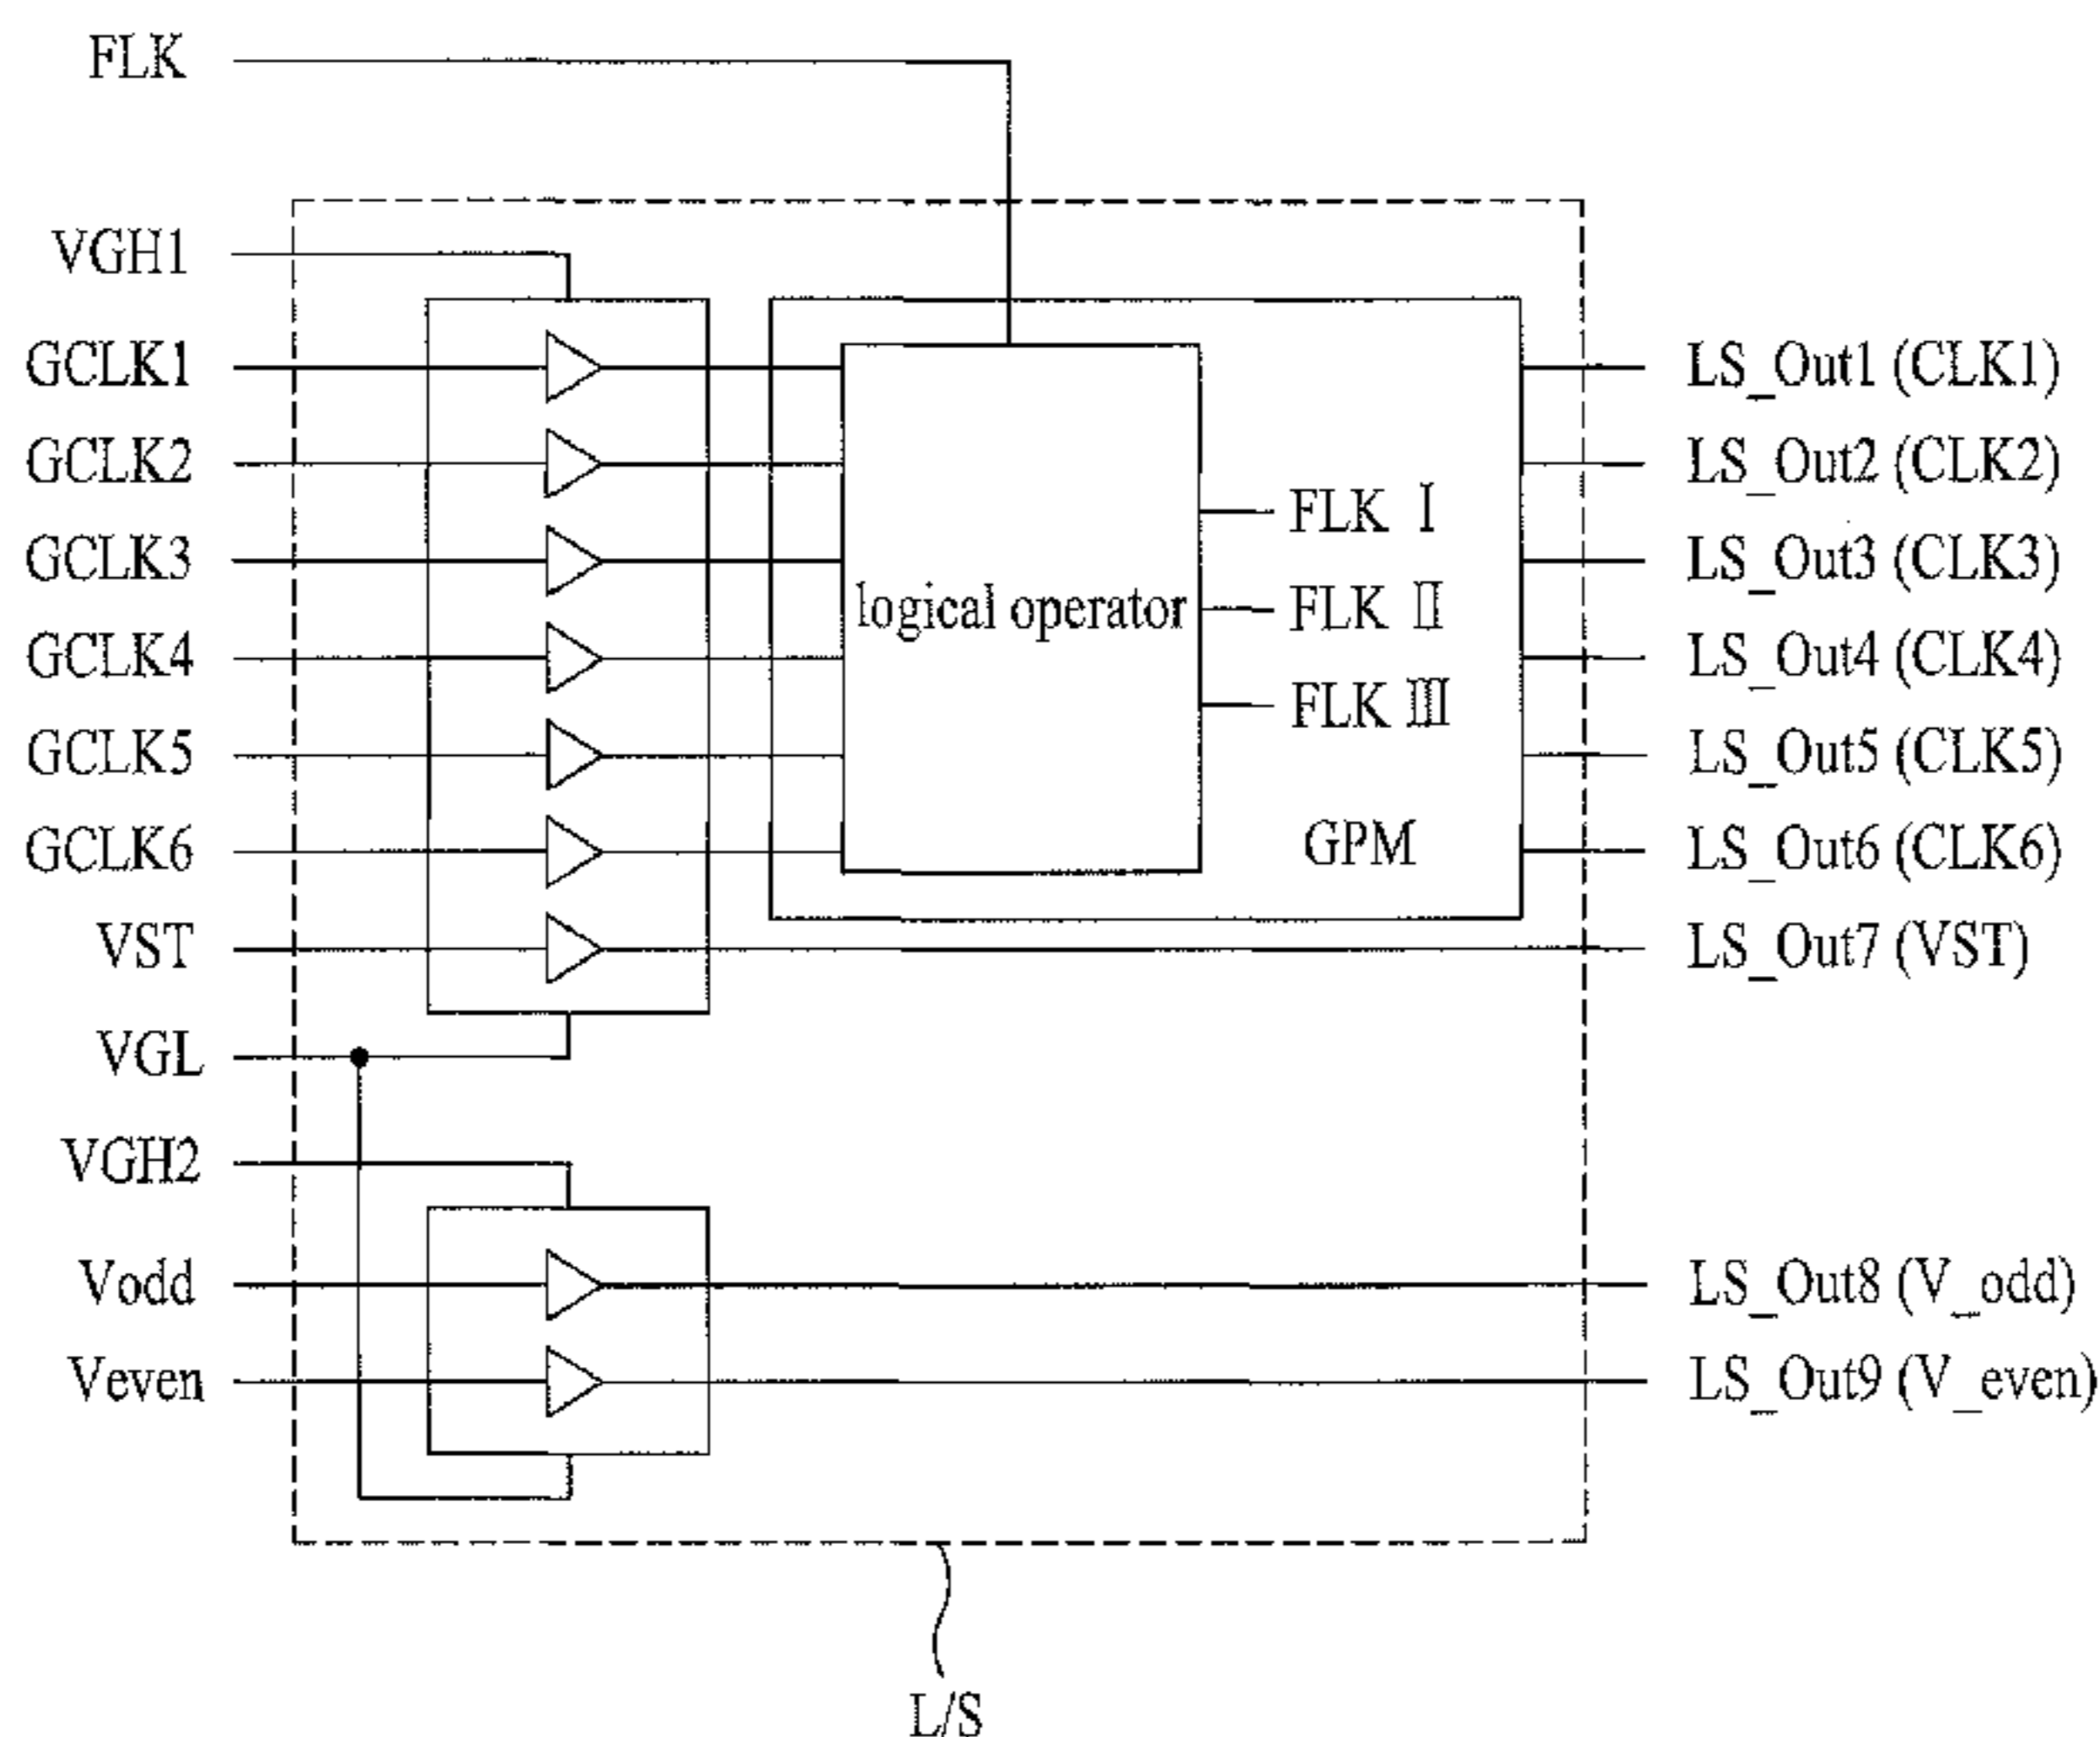 FLK
VGH1
GCLK1
GCLK2
GCLK3
GCLK4
GCLK5
GCLK6
VST
VGL
VGH2
Vodd
Veven
logical operator
FLK Ⅰ
FLK Ⅱ
FLK Ⅲ
GPM
LS_Out1 (CLK1)
LS_Out2 (CLK2)
LS_Out3 (CLK3)
LS_Out4 (CLK4)
LS_Out5 (CLK5)
LS_Out6 (CLK6)
LS_Out7 (VST)
LS_Out8 (V_odd)
LS_Out9 (V_even)
L/S